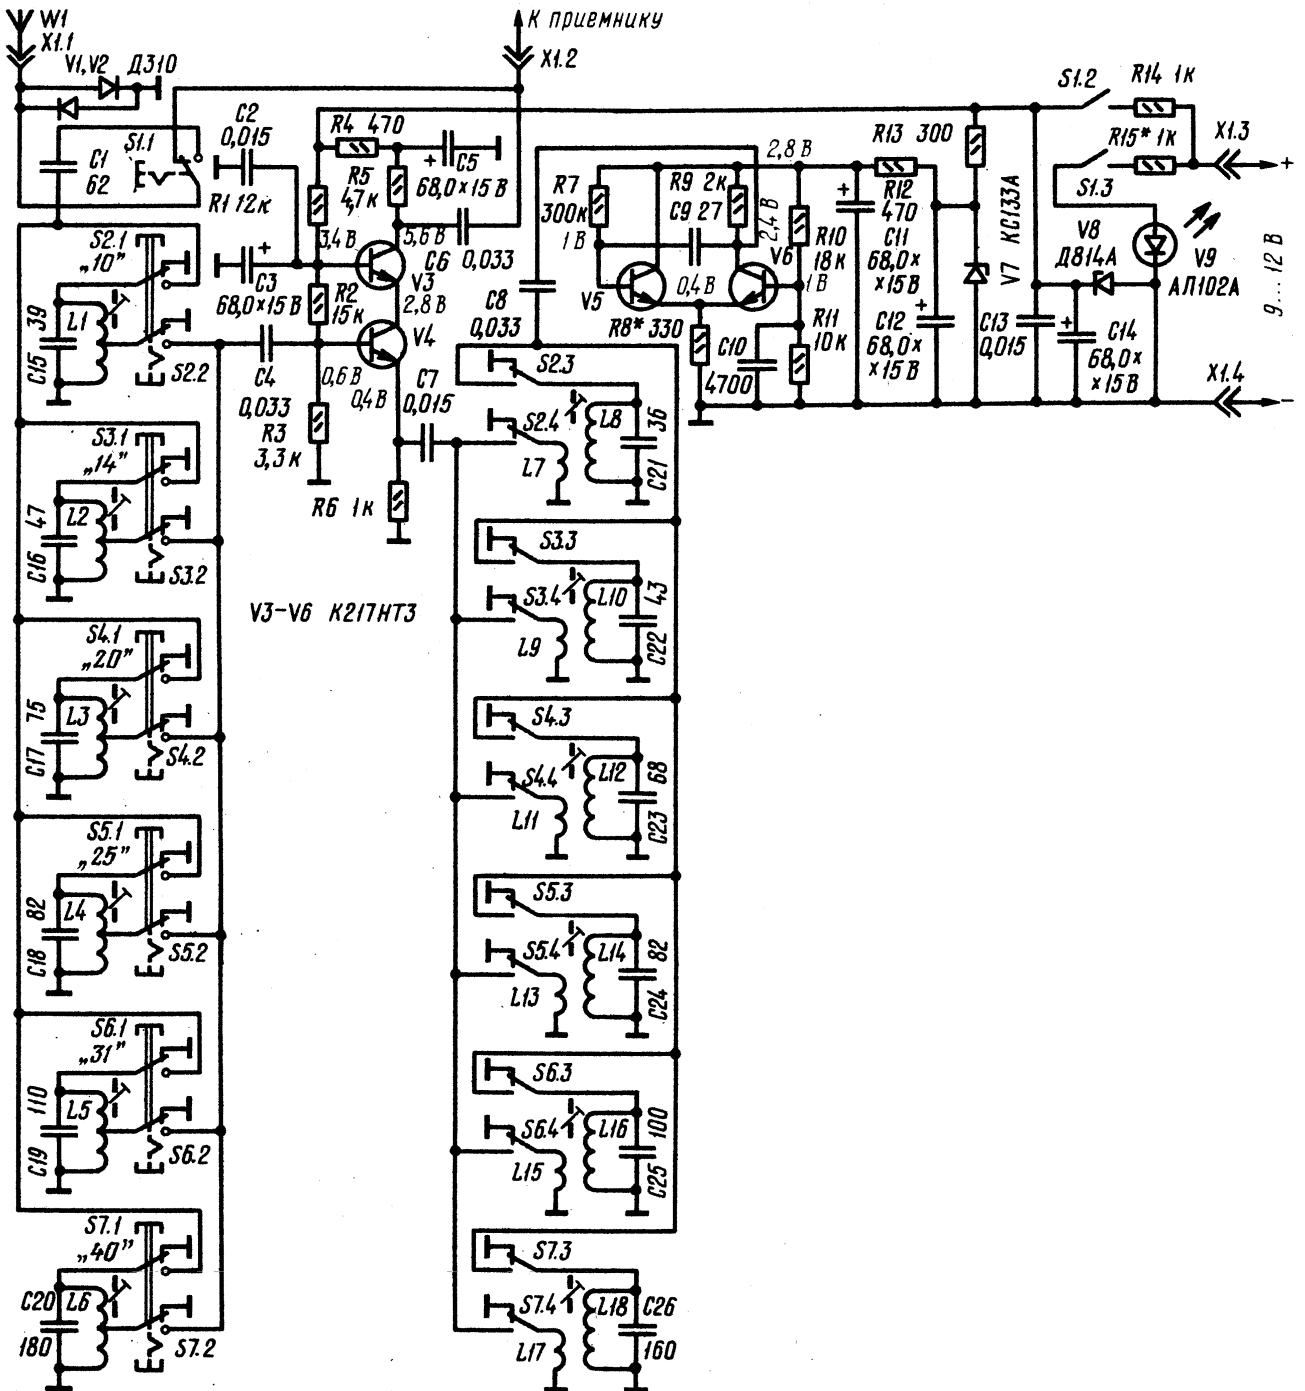 W1
X1.1
К приемнику
X1.2
V1,V2 Д310
C1
62
S1.1
C2
0,015
R1 12к
R4 470
R5
4,7к
C5
68,0×15 В
3,4 В
5,6 В
C6
0,033
C3
68,0×15В
R2
15к
V3
2,8 В
V4
C4
0,033
0,6 В
0,4 В
R3
3,3к
C7
0,015
R6 1к
V3–V6 К217НТ3
C8
0,033
R7
300к
1 В
R9 2к
C9 27
2,8 В
2,4 В
V5
0,4 В
V6
1 В
R8* 330
R10
18к
R11
10к
C10
4700
R13 300
R12
470
C11
68,0×
×15 В
C12
68,0×
×15 В
V7 КС133А
C13
0,015
S1.2
R14 1к
R15* 1к
S1.3
X1.3
+
V8
Д814А
V9
АЛ102А
C14
68,0×
×15 В
9...12 В
X1.4
–
S2.1
„10”
39
C15
L1
S2.2
S3.1
„14”
47
C16
L2
S3.2
S4.1
„20”
75
C17
L3
S4.2
S5.1
„25”
82
C18
L4
S5.2
S6.1
„31”
110
C19
L5
S6.2
S7.1
„40”
C20
180
L6
S7.2
S2.3
S2.4
L7
L8
36
C21
S3.3
S3.4
L9
L10
43
C22
S4.3
S4.4
L11
L12
68
C23
S5.3
S5.4
L13
L14
82
C24
S6.3
S6.4
L15
L16
100
C25
S7.3
S7.4
L17
L18
C26
160